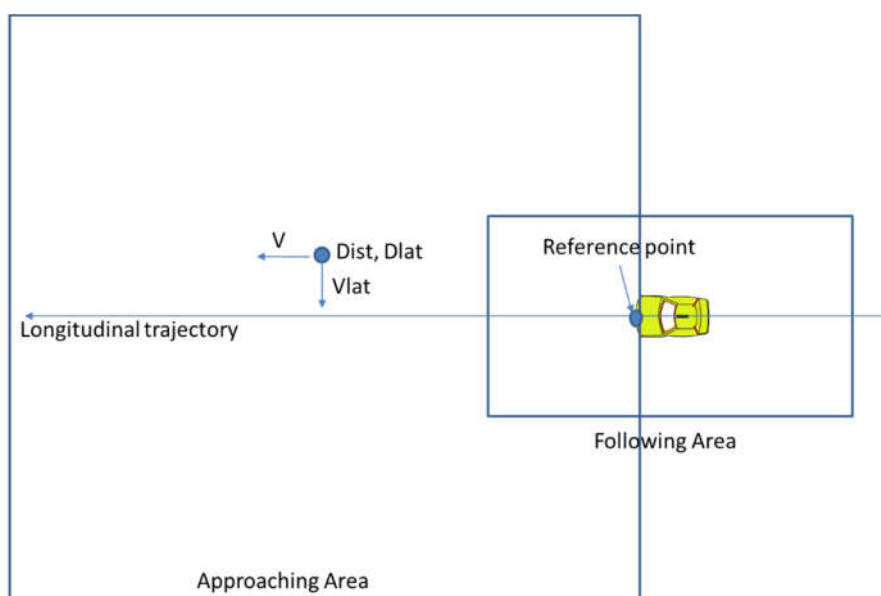 V
Dist, Dlat
Vlat
Reference point
Longitudinal trajectory
Following Area
Approaching Area